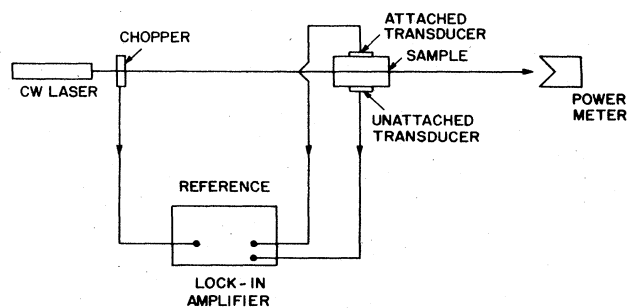 CHOPPER
CW LASER
ATTACHED
TRANSDUCER
SAMPLE
UNATTACHED
TRANSDUCER
POWER
METER
REFERENCE
LOCK-IN
AMPLIFIER